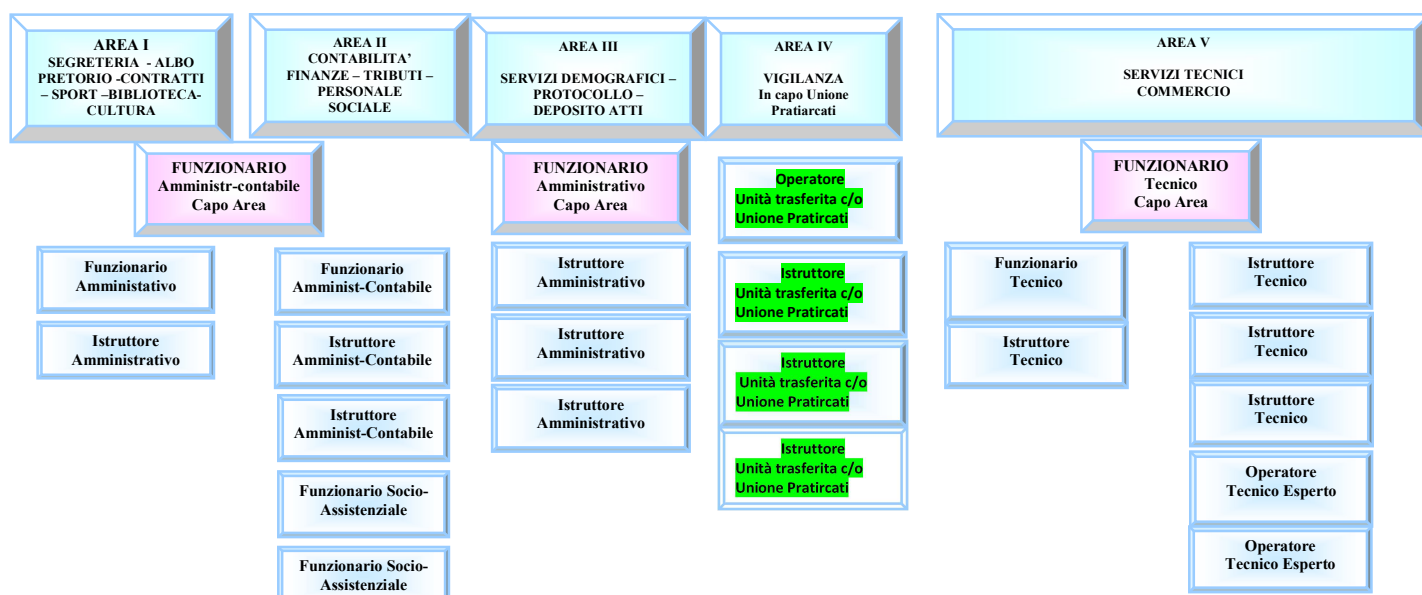 AREA I
SEGRETERIA - ALBO
PRETORIO -CONTRATTI
– SPORT –BIBLIOTECA-
CULTURA
AREA II
CONTABILITA’
FINANZE – TRIBUTI –
PERSONALE
SOCIALE
AREA III
SERVIZI DEMOGRAFICI –
PROTOCOLLO –
DEPOSITO ATTI
AREA IV
VIGILANZA
In capo Unione
Pratiarcati
AREA V
SERVIZI TECNICI
COMMERCIO
FUNZIONARIO
Amministr-contabile
Capo Area
FUNZIONARIO
Amministrativo
Capo Area
FUNZIONARIO
Tecnico
Capo Area
Funzionario
Amministativo
Istruttore
Amministrativo
Funzionario
Amminist-Contabile
Istruttore
Amminist-Contabile
Istruttore
Amminist-Contabile
Funzionario Socio-
Assistenziale
Funzionario Socio-
Assistenziale
Istruttore
Amministrativo
Istruttore
Amministrativo
Istruttore
Amministrativo
Operatore
Unità trasferita c/o
Unione Pratircati
Istruttore
Unità trasferita c/o
Unione Pratircati
Istruttore
Unità trasferita c/o
Unione Pratircati
Istruttore
Unità trasferita c/o
Unione Pratircati
Funzionario
Tecnico
Istruttore
Tecnico
Istruttore
Tecnico
Istruttore
Tecnico
Istruttore
Tecnico
Operatore
Tecnico Esperto
Operatore
Tecnico Esperto